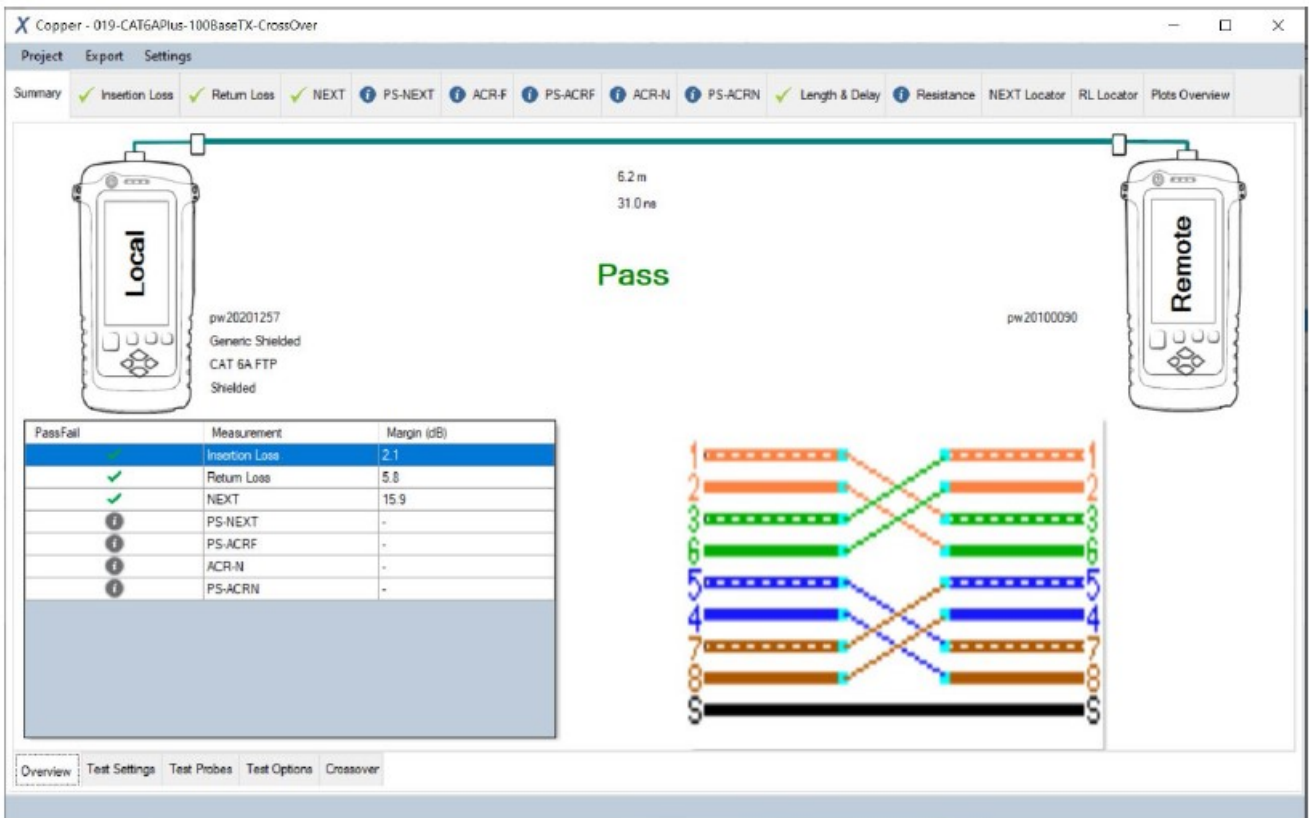 Copper - 019-CAT6APlus-100BaseTX-CrossOver
Project Export Settings
Summary Insertion Loss Return Loss NEXT PS-NEXT ACR-F PS-ACRF ACR-N PS-ACRN Length & Delay Resistance NEXT Locator RL Locator Plots Overview
6.2 m
31.0 ns
Local
Remote
Pass
pw20201257
pw20100090
Generic Shielded
CAT 6A FTP
Shielded
PassFail Measurement Margin (dB)
Insertion Loss 2.1
Return Loss 5.8
NEXT 15.9
PS-NEXT -
PS-ACRF -
ACR-N -
PS-ACRN -
1 1
2 2
3 3
6 6
5 5
4 4
7 7
8 8
S S
Overview Test Settings Test Probes Test Options Crossover